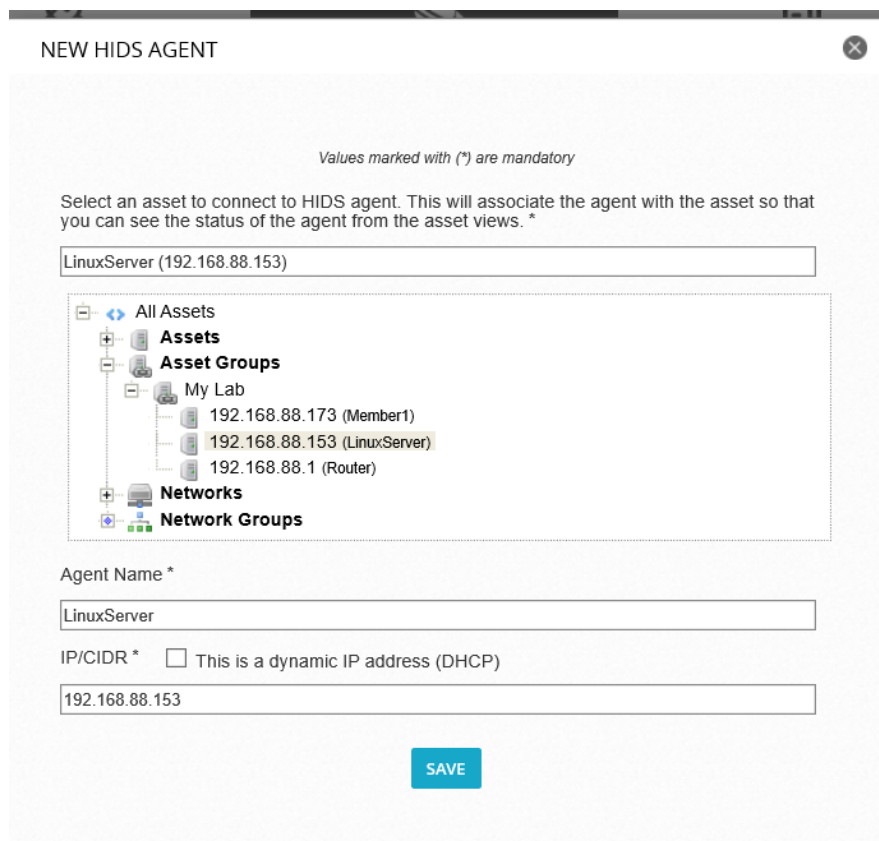 NEW HIDS AGENT
Values marked with (*) are mandatory
Select an asset to connect to HIDS agent. This will associate the agent with the asset so that
you can see the status of the agent from the asset views. *
LinuxServer (192.168.88.153)
All Assets
Assets
Asset Groups
My Lab
192.168.88.173 (Member1)
192.168.88.153 (LinuxServer)
192.168.88.1 (Router)
Networks
Network Groups
Agent Name *
LinuxServer
IP/CIDR * This is a dynamic IP address (DHCP)
192.168.88.153
SAVE